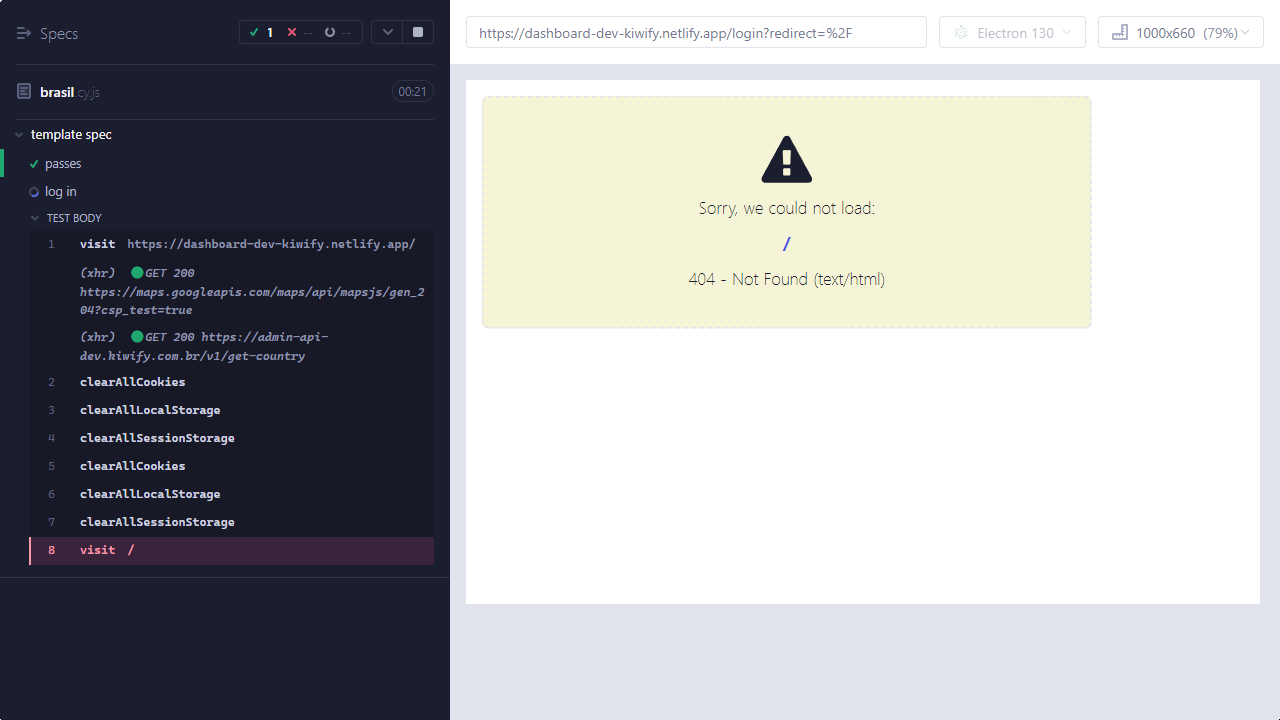 Specs
1
--
--
brasil.cy.js
00:21
template spec
passes
log in
TEST BODY
1 visit https://dashboard-dev-kiwify.netlify.app/
(xhr) GET 200
https://maps.googleapis.com/maps/api/mapsjs/gen_2
04?csp_test=true
(xhr) GET 200 https://admin-api-
dev.kiwify.com.br/v1/get-country
2 clearAllCookies
3 clearAllLocalStorage
4 clearAllSessionStorage
5 clearAllCookies
6 clearAllLocalStorage
7 clearAllSessionStorage
8 visit /
https://dashboard-dev-kiwify.netlify.app/login?redirect=%2F
Electron 130
1000x660 (79%)
Sorry, we could not load:
/
404 - Not Found (text/html)